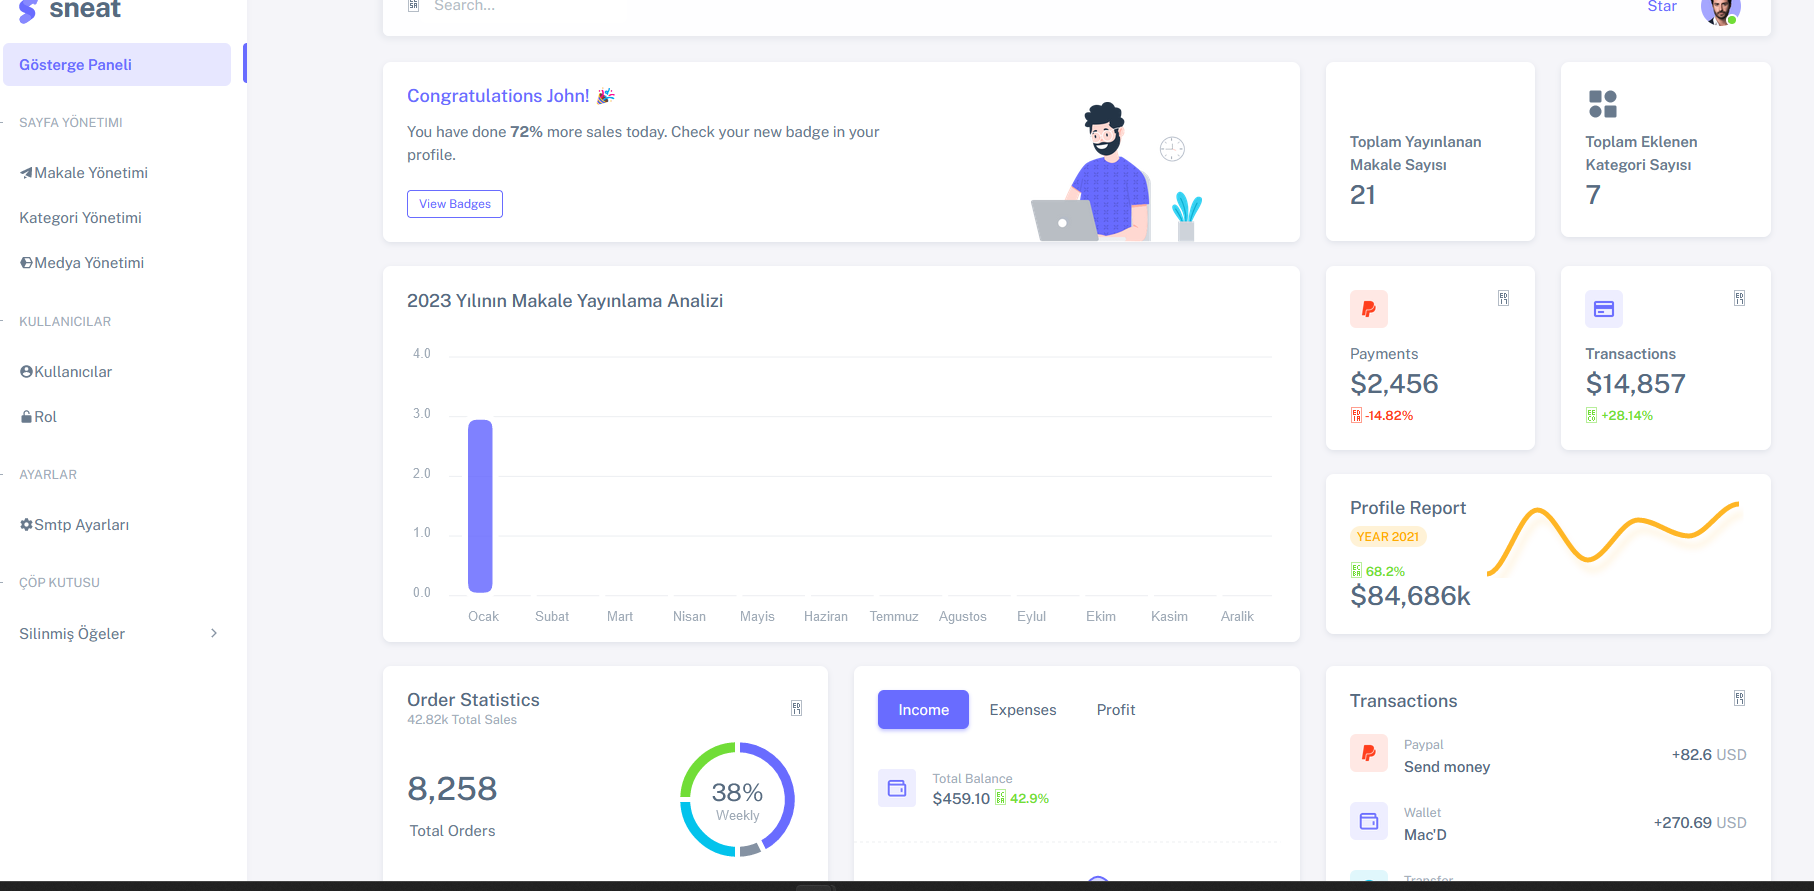 sneat
Search...
Star
Gösterge Paneli
SAYFA YÖNETIMI
Makale Yönetimi
Kategori Yönetimi
Medya Yönetimi
KULLANICILAR
Kullanıcılar
Rol
AYARLAR
Smtp Ayarları
ÇÖP KUTUSU
Silinmiş Öğeler
Congratulations John! 🎉
You have done 72% more sales today. Check your new badge in your
profile.
View Badges
Toplam Yayınlanan
Makale Sayısı
21
Toplam Eklenen
Kategori Sayısı
7
2023 Yılının Makale Yayınlama Analizi
4.0
3.0
2.0
1.0
0.0
Ocak Subat Mart Nisan Mayis Haziran Temmuz Agustos Eylul Ekim Kasim Aralik
Payments
$2,456
-14.82%
Transactions
$14,857
+28.14%
Profile Report
YEAR 2021
68.2%
$84,686k
Order Statistics
42.82k Total Sales
8,258
Total Orders
38%
Weekly
Income Expenses Profit
Total Balance
$459.10 42.9%
Transactions
Paypal
Send money
+82.6 USD
Wallet
Mac'D
+270.69 USD
Transfer